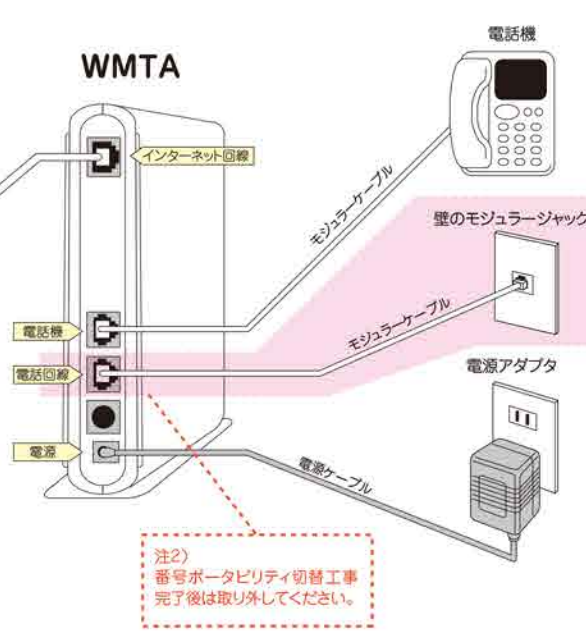 電話機
WMTA
インターネット回線
モジュラーケーブル
壁のモジュラージャック
電話機
モジュラーケーブル
電話回線
電源アダプタ
電源
電源ケーブル
注2)
番号ポータビリティ切替工事
完了後は取り外してください。